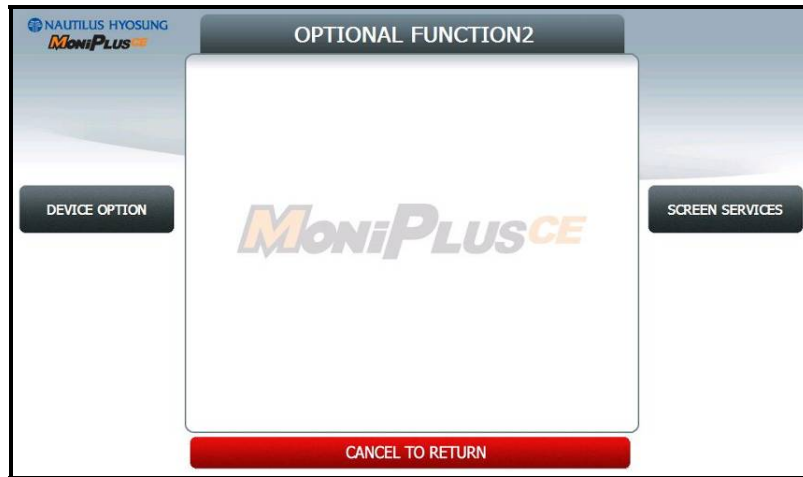 NAUTILUS HYOSUNG
MoniPlusCE
OPTIONAL FUNCTION2
DEVICE OPTION
MoniPlusCE
SCREEN SERVICES
CANCEL TO RETURN